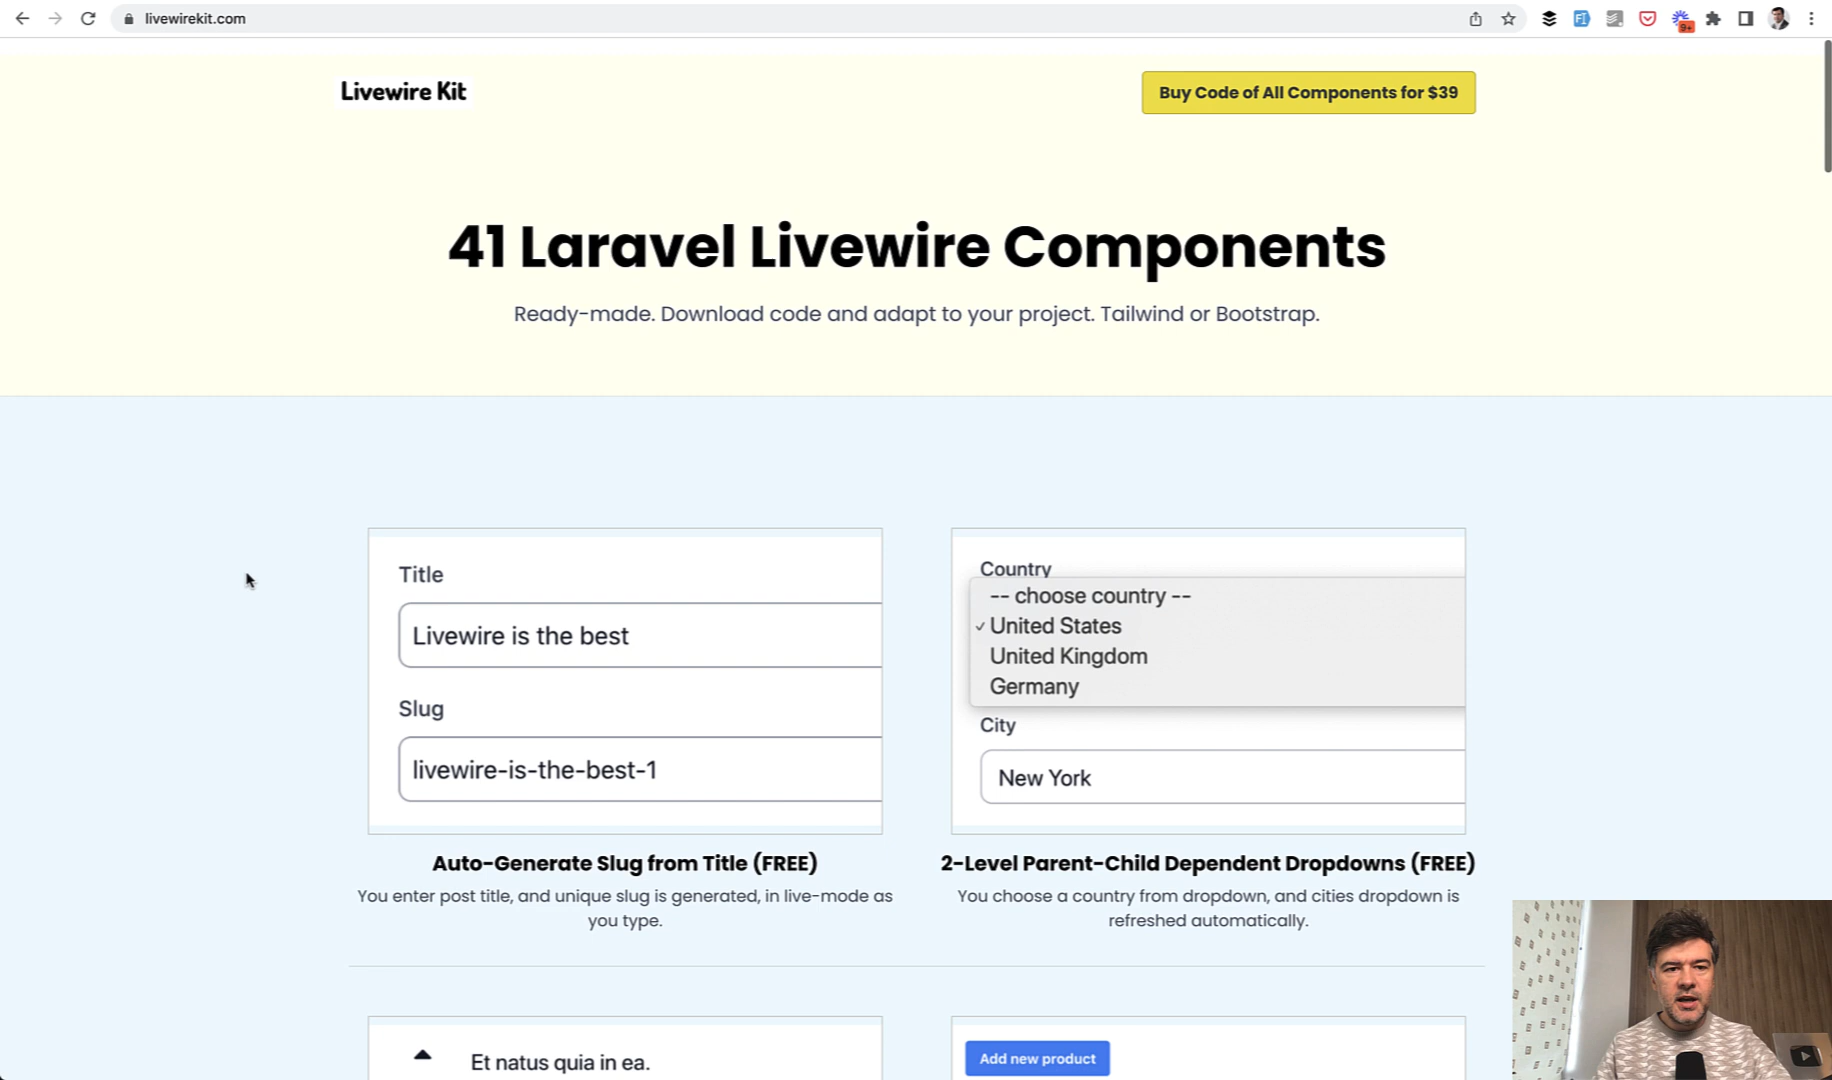 livewirekit.com
9+
Livewire Kit
Buy Code of All Components for $39
41 Laravel Livewire Components
Ready-made. Download code and adapt to your project. Tailwind or Bootstrap.
Title
Livewire is the best
Slug
livewire-is-the-best-1
Country
-- choose country --
✓ United States
United Kingdom
Germany
City
New York
Auto-Generate Slug from Title (FREE)
You enter post title, and unique slug is generated, in live-mode as
you type.
2-Level Parent-Child Dependent Dropdowns (FREE)
You choose a country from dropdown, and cities dropdown is
refreshed automatically.
Et natus quia in ea.
Add new product